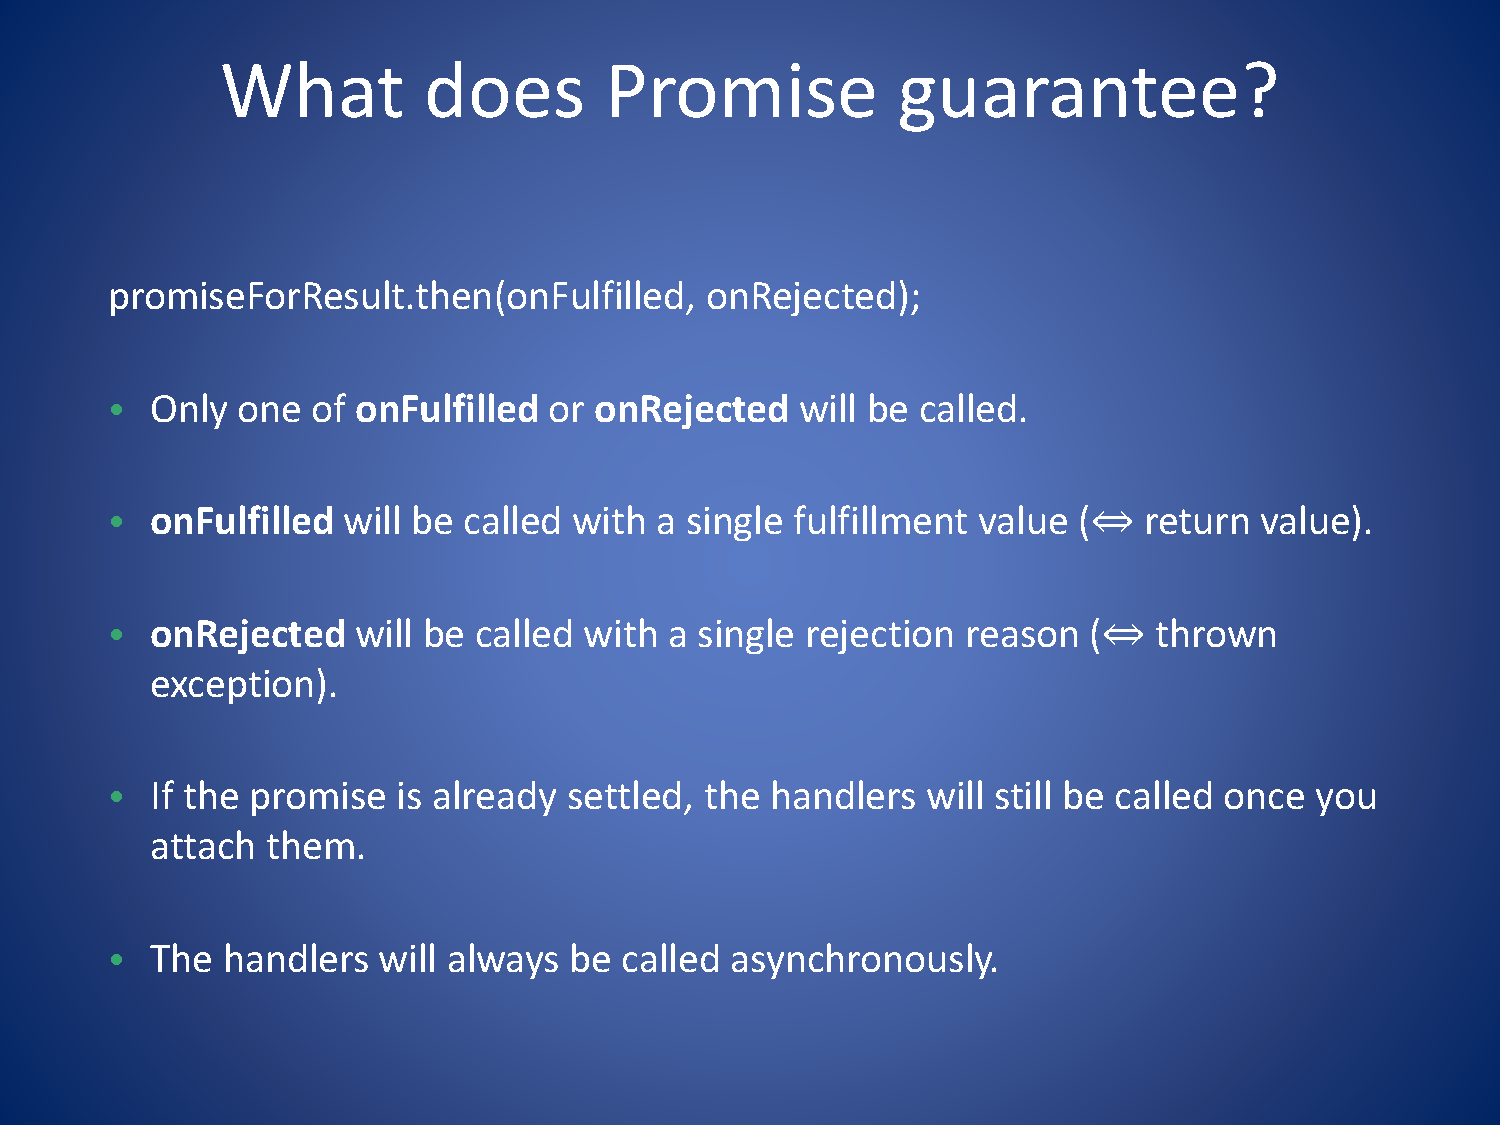 What does Promise guarantee?
promiseForResult.then(onFulfilled, onRejected);
• Only one of onFulfilled or onRejected will be called.
• onFulfilled will be called with a single fulfillment value (⇔ return value).
• onRejected will be called with a single rejection reason (⇔ thrown
exception).
• If the promise is already settled, the handlers will still be called once you
attach them.
• The handlers will always be called asynchronously.